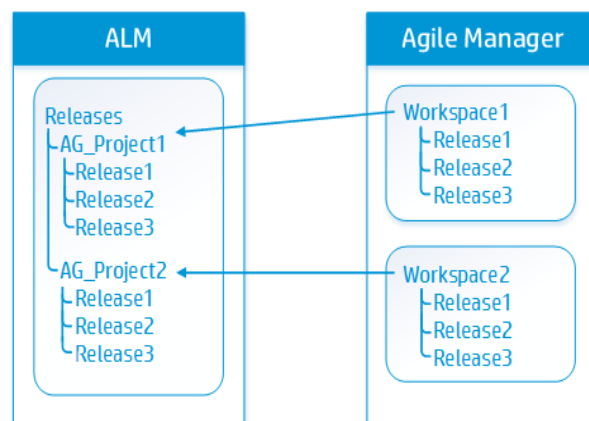 ALM
Releases
AG_Project1
Release1
Release2
Release3
AG_Project2
Release1
Release2
Release3
Agile Manager
Workspace1
Release1
Release2
Release3
Workspace2
Release1
Release2
Release3